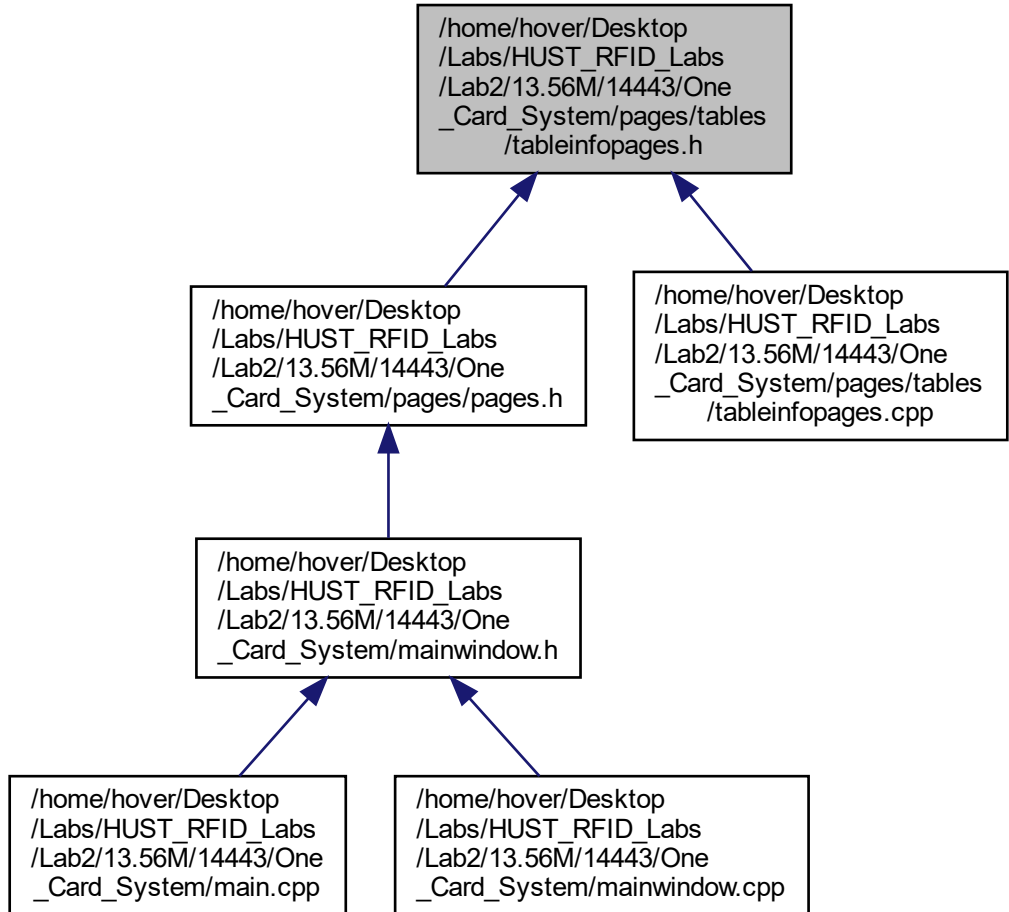 /home/hover/Desktop
/Labs/HUST_RFID_Labs
/Lab2/13.56M/14443/One
_Card_System/pages/tables
/tableinfopages.h
/home/hover/Desktop
/Labs/HUST_RFID_Labs
/Lab2/13.56M/14443/One
_Card_System/pages/pages.h
/home/hover/Desktop
/Labs/HUST_RFID_Labs
/Lab2/13.56M/14443/One
_Card_System/pages/tables
/tableinfopages.cpp
/home/hover/Desktop
/Labs/HUST_RFID_Labs
/Lab2/13.56M/14443/One
_Card_System/mainwindow.h
/home/hover/Desktop
/Labs/HUST_RFID_Labs
/Lab2/13.56M/14443/One
_Card_System/main.cpp
/home/hover/Desktop
/Labs/HUST_RFID_Labs
/Lab2/13.56M/14443/One
_Card_System/mainwindow.cpp